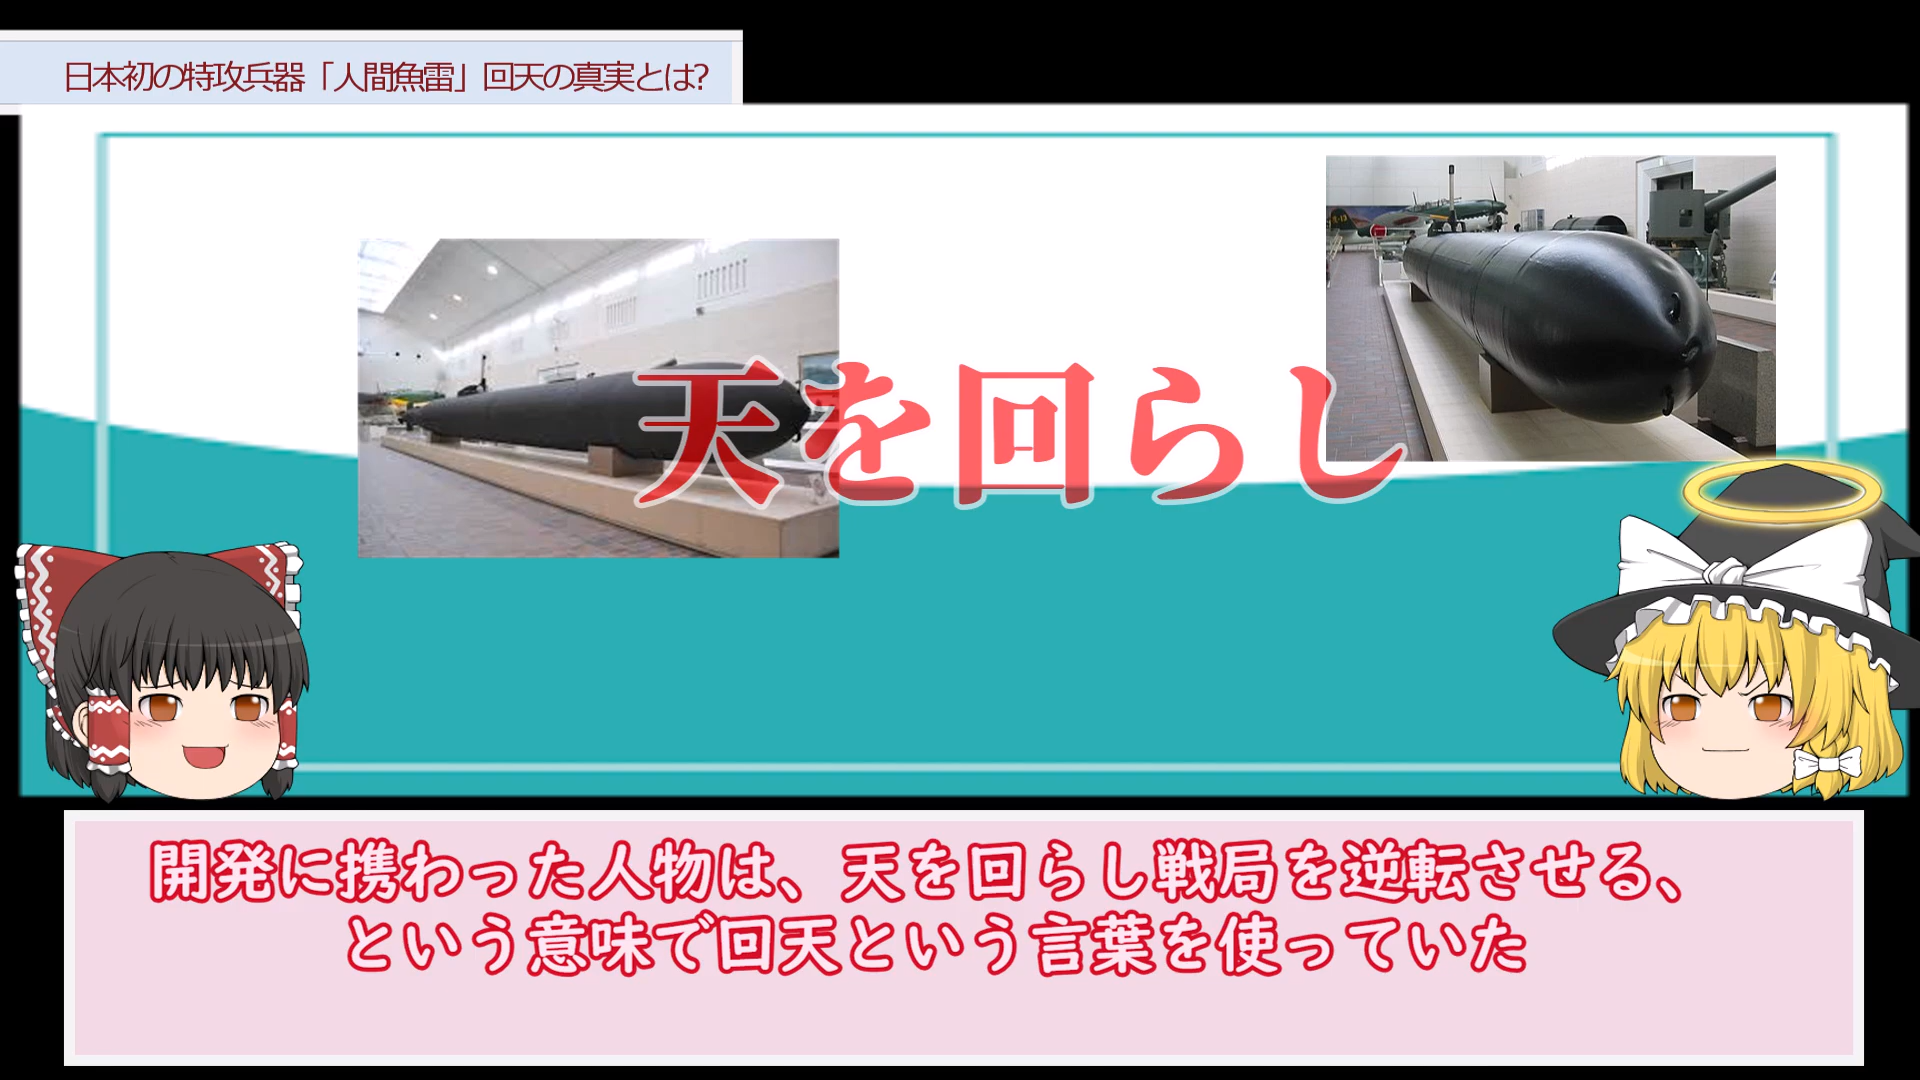 日本初の特攻兵器「人間魚雷」回天の真実とは?
天を回らし
開発に携わった人物は、天を回らし戦局を逆転させる、
という意味で回天という言葉を使っていた